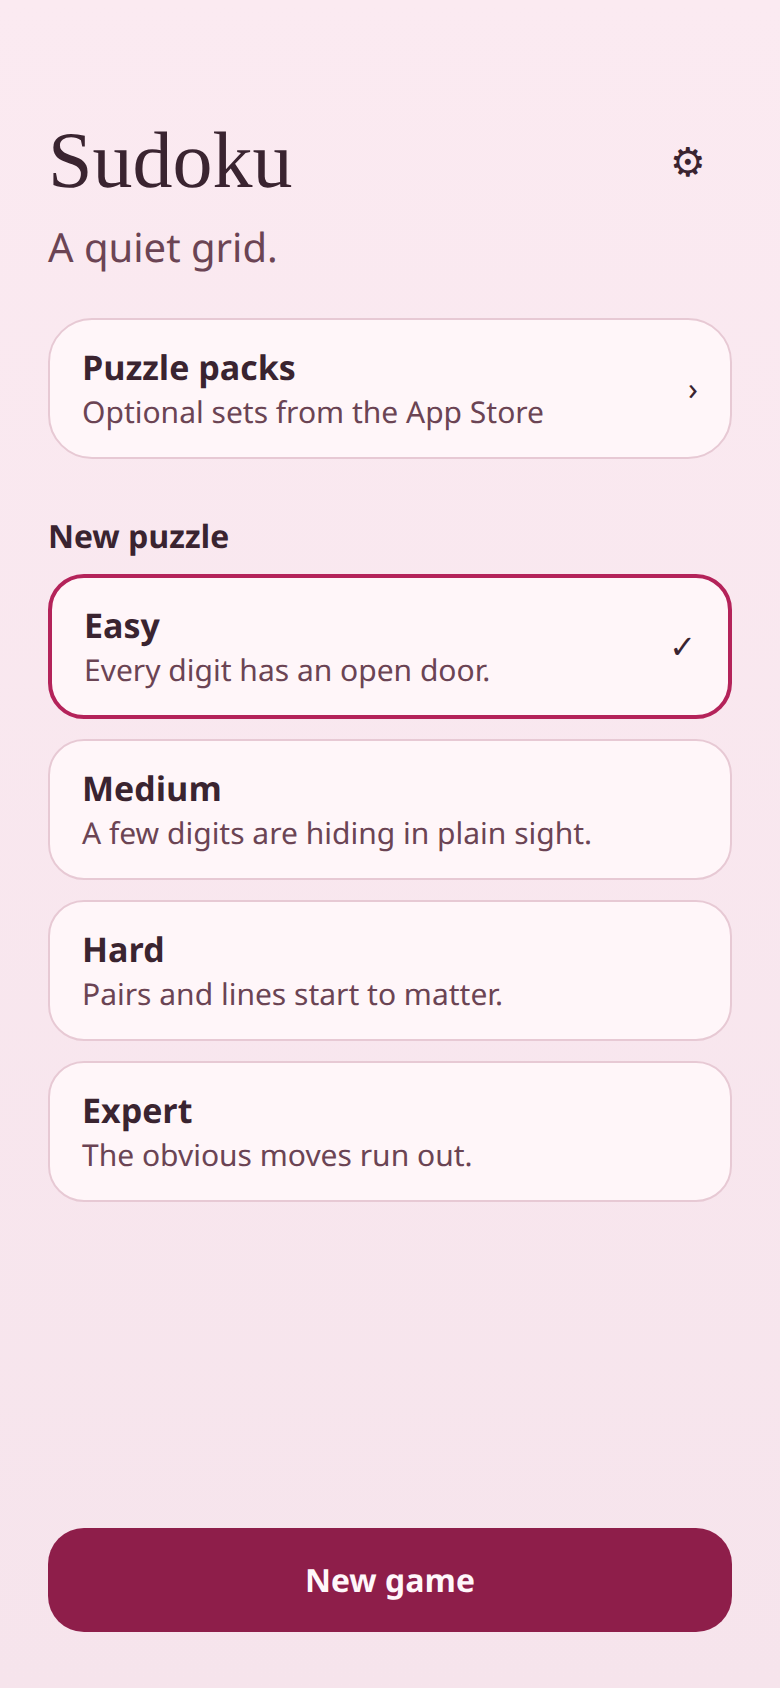 Sudoku
A quiet grid.
Puzzle packs
Optional sets from the App Store
New puzzle
Easy
Every digit has an open door.
Medium
A few digits are hiding in plain sight.
Hard
Pairs and lines start to matter.
Expert
The obvious moves run out.
New game